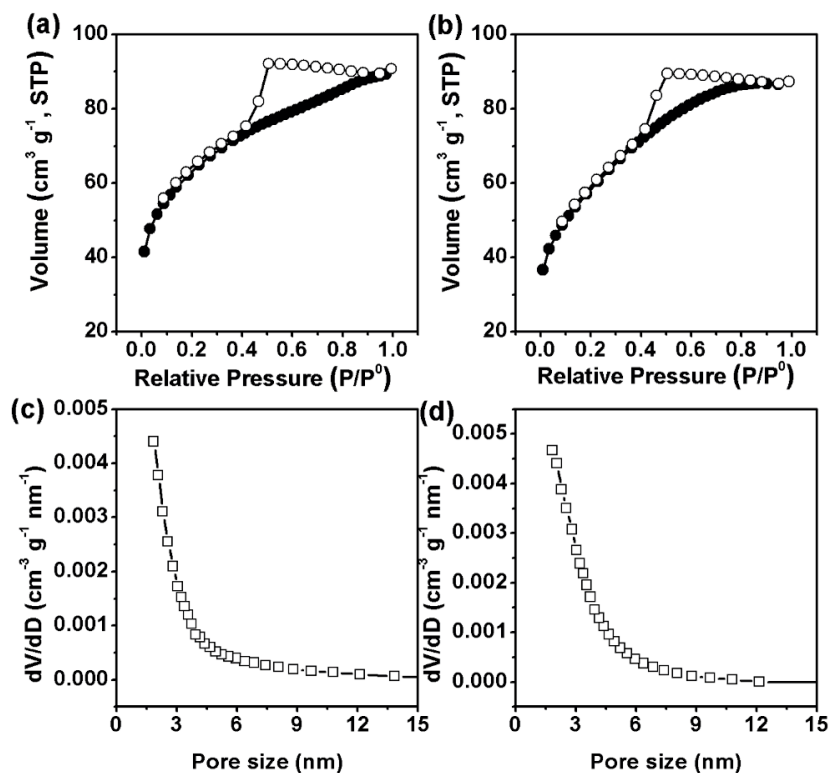 (a)
Volume (cm³ g⁻¹, STP)
100
80
60
40
20
0.0 0.2 0.4 0.6 0.8 1.0
Relative Pressure (P/P⁰)
(b)
Volume (cm³ g⁻¹, STP)
100
80
60
40
20
0.0 0.2 0.4 0.6 0.8 1.0
Relative Pressure (P/P⁰)
(c)
dV/dD (cm⁻³ g⁻¹ nm⁻¹)
0.005
0.004
0.003
0.002
0.001
0.000
0 3 6 9 12 15
Pore size (nm)
(d)
dV/dD (cm⁻³ g⁻¹ nm⁻¹)
0.005
0.004
0.003
0.002
0.001
0.000
0 3 6 9 12 15
Pore size (nm)